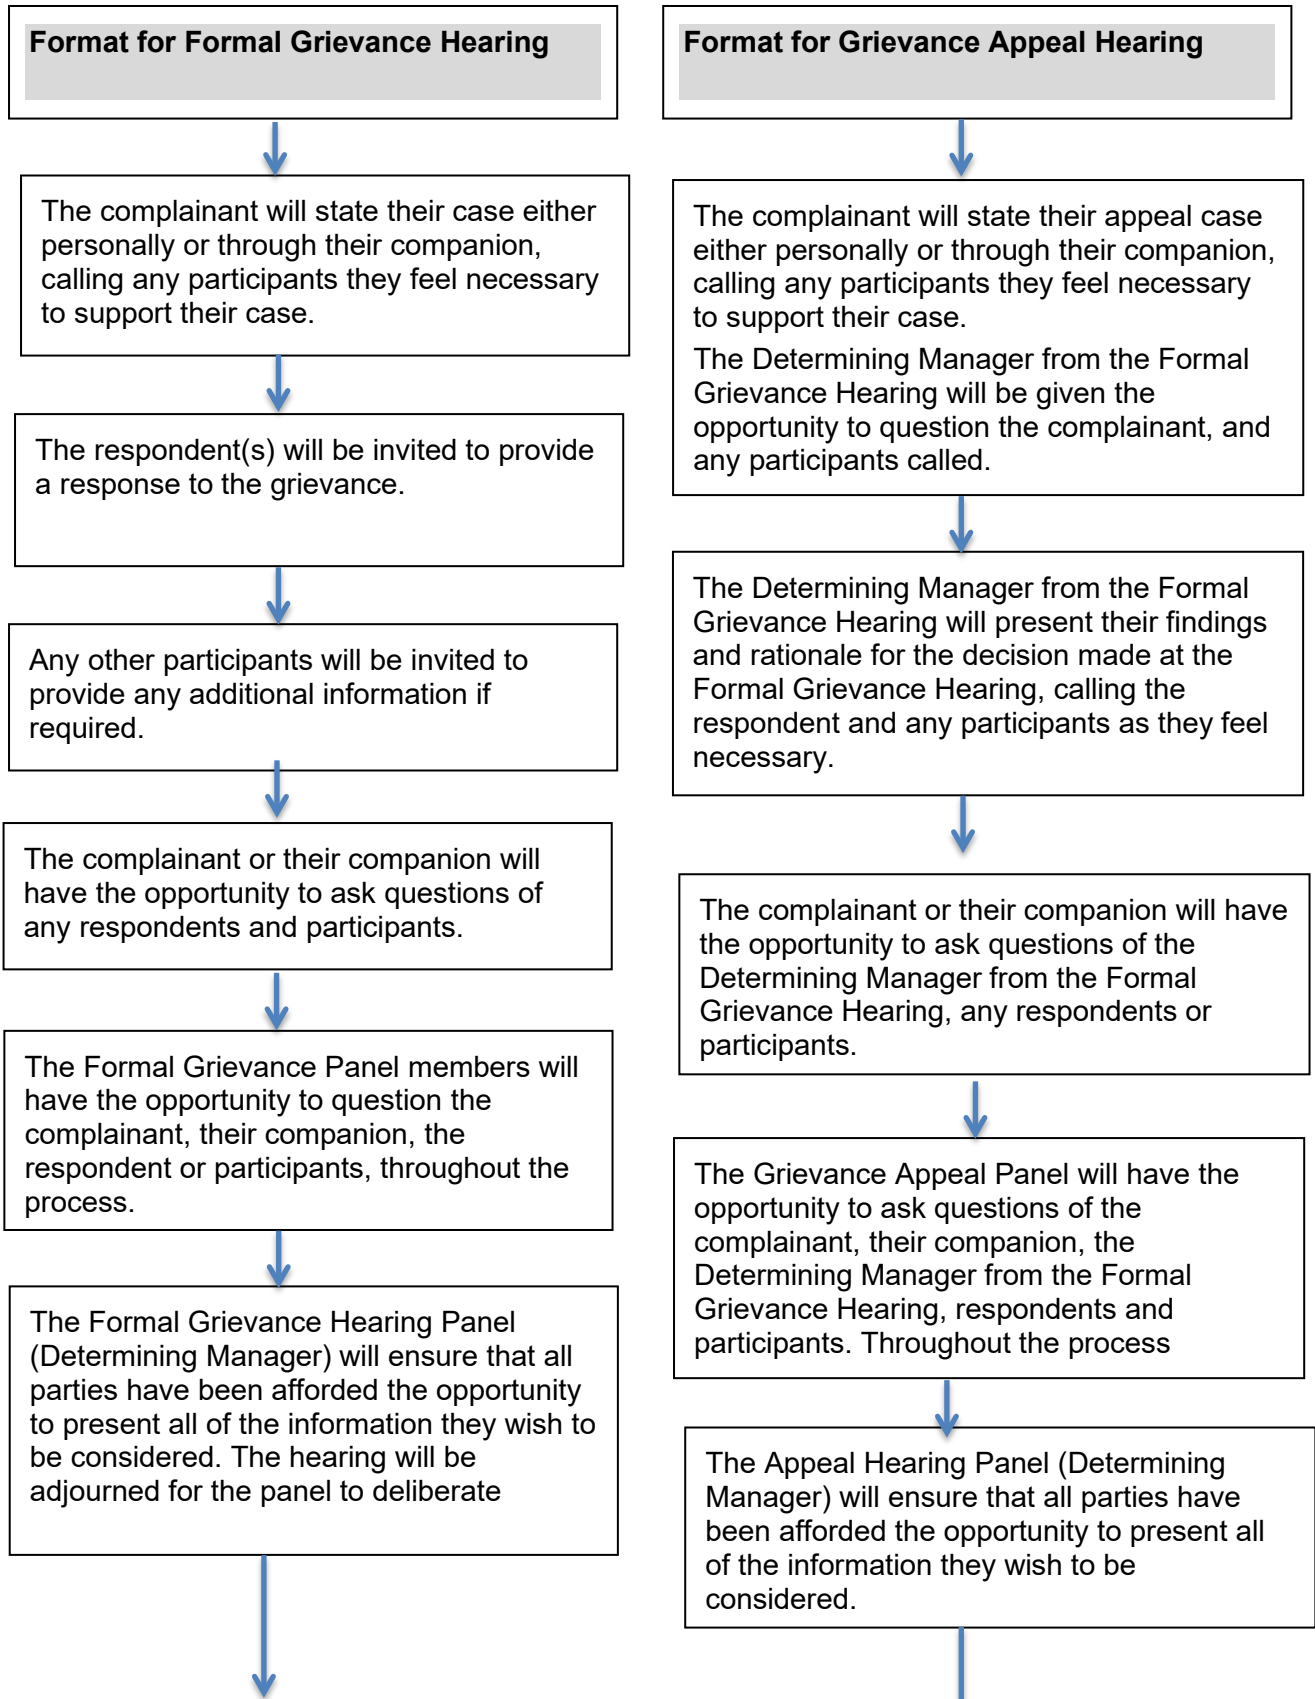 Format for Formal Grievance Hearing
The complainant will state their case either
personally or through their companion,
calling any participants they feel necessary
to support their case.
The respondent(s) will be invited to provide
a response to the grievance.
Any other participants will be invited to
provide any additional information if
required.
The complainant or their companion will
have the opportunity to ask questions of
any respondents and participants.
The Formal Grievance Panel members will
have the opportunity to question the
complainant, their companion, the
respondent or participants, throughout the
process.
The Formal Grievance Hearing Panel
(Determining Manager) will ensure that all
parties have been afforded the opportunity
to present all of the information they wish to
be considered. The hearing will be
adjourned for the panel to deliberate
Format for Grievance Appeal Hearing
The complainant will state their appeal case
either personally or through their companion,
calling any participants they feel necessary
to support their case.
The Determining Manager from the Formal
Grievance Hearing will be given the
opportunity to question the complainant, and
any participants called.
The Determining Manager from the Formal
Grievance Hearing will present their findings
and rationale for the decision made at the
Formal Grievance Hearing, calling the
respondent and any participants as they feel
necessary.
The complainant or their companion will have
the opportunity to ask questions of the
Determining Manager from the Formal
Grievance Hearing, any respondents or
participants.
The Grievance Appeal Panel will have the
opportunity to ask questions of the
complainant, their companion, the
Determining Manager from the Formal
Grievance Hearing, respondents and
participants. Throughout the process
The Appeal Hearing Panel (Determining
Manager) will ensure that all parties have
been afforded the opportunity to present all
of the information they wish to be
considered.